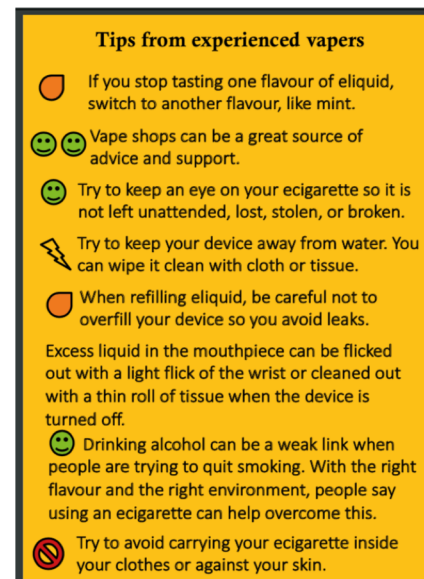 Tips from experienced vapers
If you stop tasting one flavour of eliquid,
switch to another flavour, like mint.
Vape shops can be a great source of
advice and support.
Try to keep an eye on your ecigarette so it is
not left unattended, lost, stolen, or broken.
Try to keep your device away from water. You
can wipe it clean with cloth or tissue.
When refilling eliquid, be careful not to
overfill your device so you avoid leaks.
Excess liquid in the mouthpiece can be flicked
out with a light flick of the wrist or cleaned out
with a thin roll of tissue when the device is
turned off.
Drinking alcohol can be a weak link when
people are trying to quit smoking. With the right
flavour and the right environment, people say
using an ecigarette can help overcome this.
Try to avoid carrying your ecigarette inside
your clothes or against your skin.